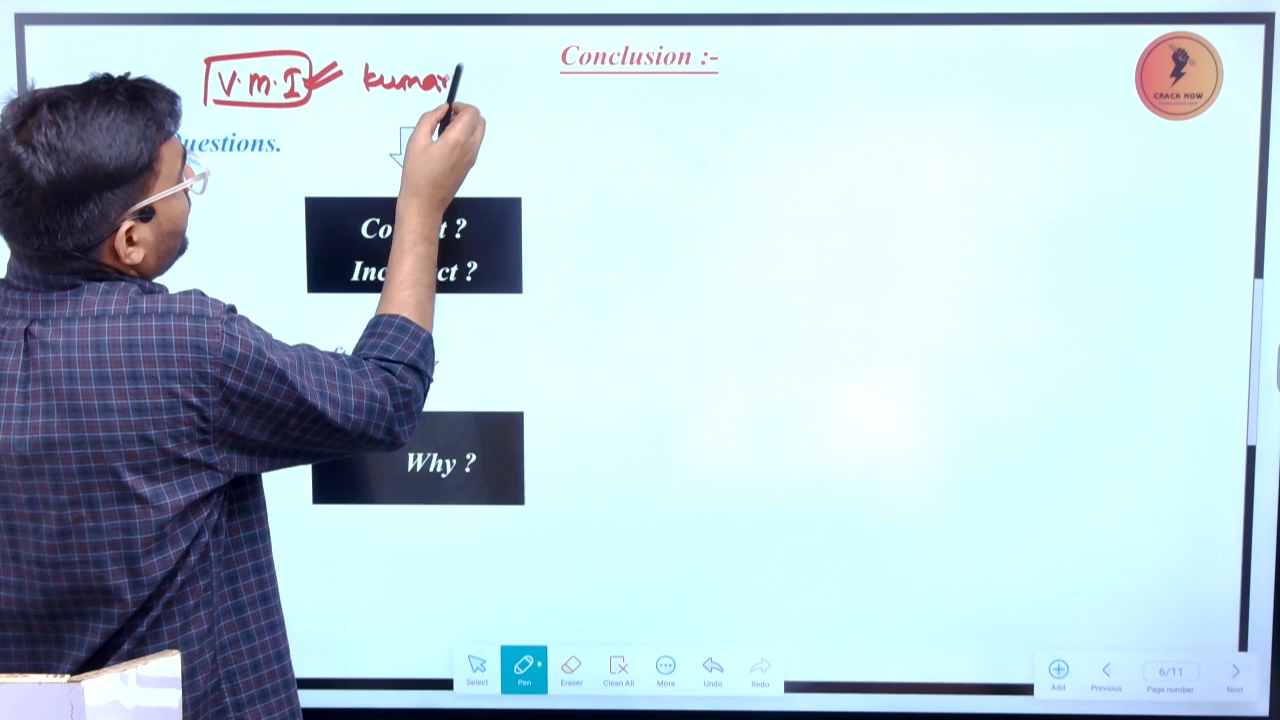 Conclusion :-
V.M.I kumar
CRACK NOW
uestions.
Co t ?
Inc ct ?
Why ?
Select Pen Eraser Clean All More Undo Redo
Add Previous 6/11 Page number Next